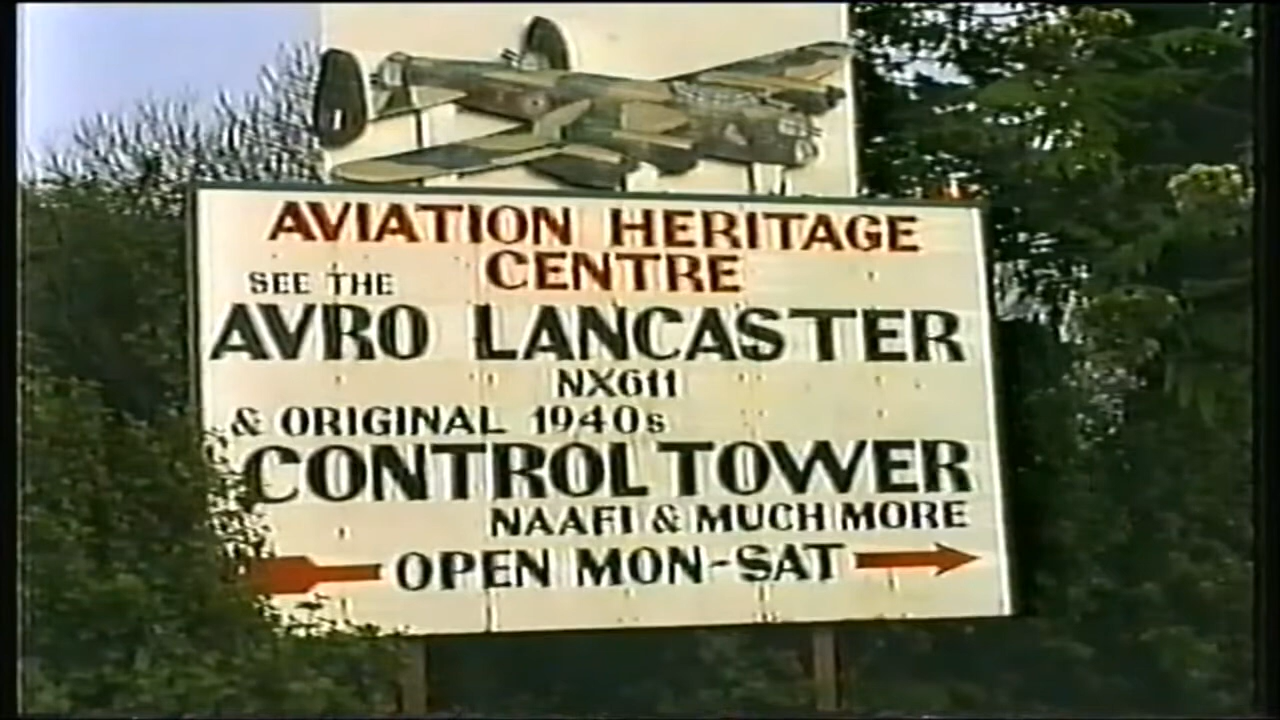 AVIATION HERITAGE
CENTRE
SEE THE
AVRO LANCASTER
NX611
& ORIGINAL 1940s
CONTROL TOWER
NAAFI & MUCH MORE
OPEN MON-SAT